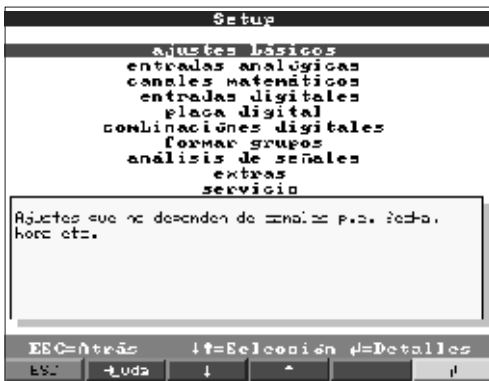 Setup
ajustes básicos
entradas analógicas
canales matemáticos
entradas digitales
placa digital
combinaciones digitales
formar grupos
análisis de señales
extras
servicio
Ajustes que no dependen de canales p.e. fecha,
hora etc.
ESC=Atrás ↓↑=Selección ↵=Detalles
ESC Ayuda ↓ ↑ ↵